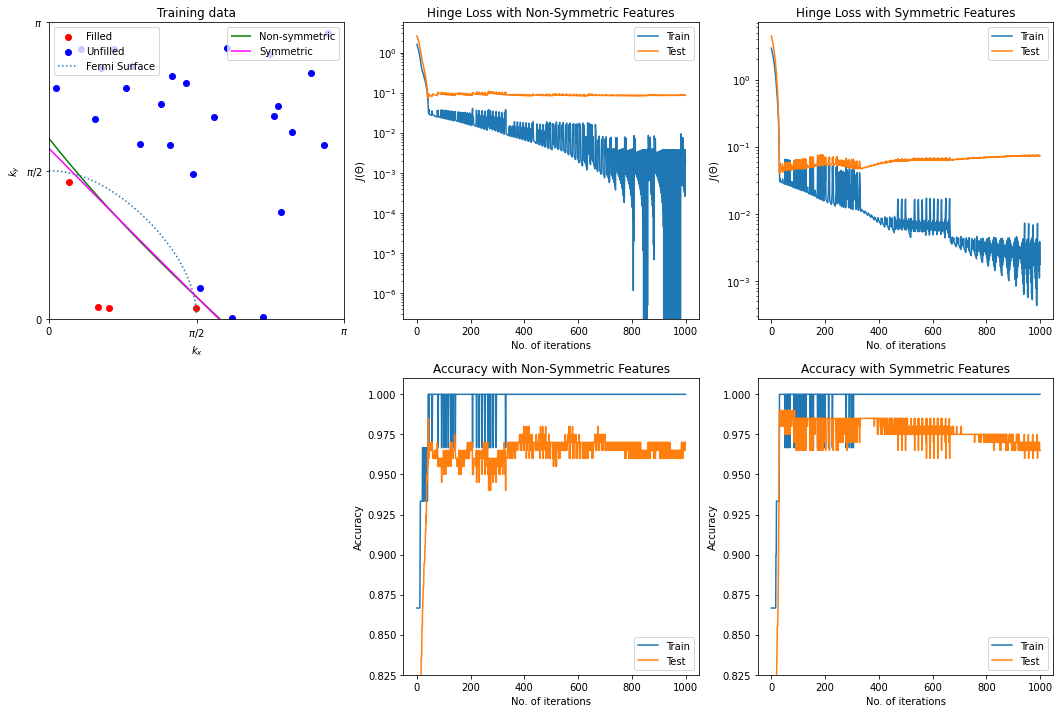 Training data
π
π/2
0
k_y
Filled
Unfilled
Fermi Surface
Non-symmetric
Symmetric
0
π/2
π
k_x
Hinge Loss with Non-Symmetric Features
Train
Test
10^0
10^-1
10^-2
10^-3
10^-4
10^-5
10^-6
J(Θ)
0
200
400
600
800
1000
No. of iterations
Hinge Loss with Symmetric Features
Train
Test
10^0
10^-1
10^-2
10^-3
J(Θ)
0
200
400
600
800
1000
No. of iterations
Accuracy with Non-Symmetric Features
1.000
0.975
0.950
0.925
0.900
0.875
0.850
0.825
Accuracy
Train
Test
0
200
400
600
800
1000
No. of iterations
Accuracy with Symmetric Features
1.000
0.975
0.950
0.925
0.900
0.875
0.850
0.825
Accuracy
Train
Test
0
200
400
600
800
1000
No. of iterations